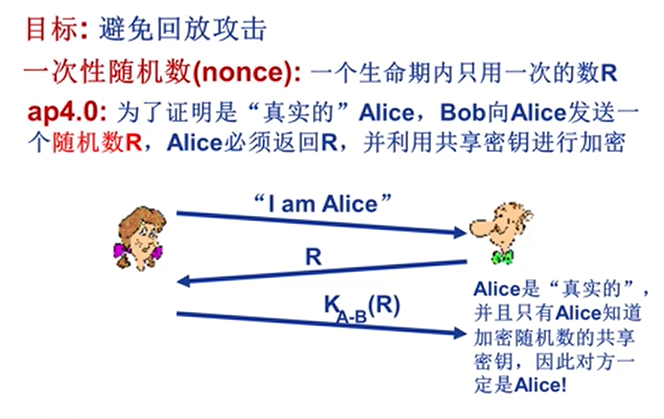 目标: 避免回放攻击
一次性随机数(nonce): 一个生命期内只用一次的数R
ap4.0: 为了证明是“真实的”Alice，Bob向Alice发送一
个随机数R，Alice必须返回R，并利用共享密钥进行加密
“I am Alice”
R
K_A-B(R)
Alice是“真实的”，
并且只有Alice知道
加密随机数的共享
密钥，因此对方一
定是Alice!